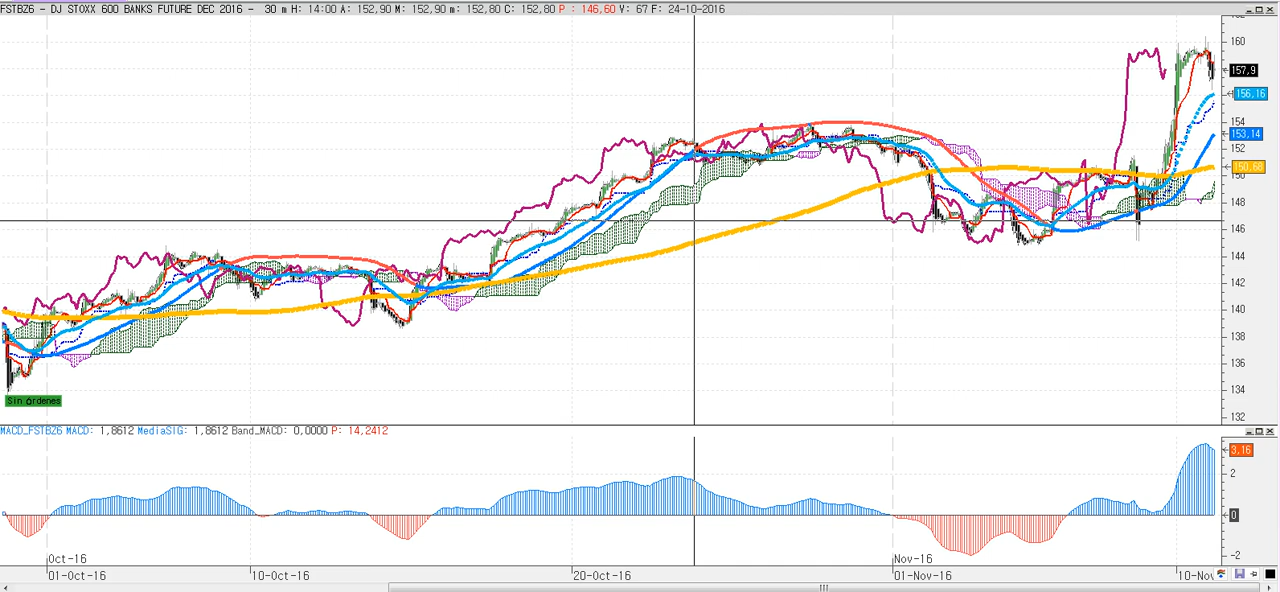 FSTBZ6 - DJ STOXX 600 BANKS FUTURE DEC 2016 - 30 m H: 14:00 A: 152,90 M: 152,90 m: 152,80 C: 152,80 P : 146,60 V: 67 F: 24-10-2016
160
157,9
156,16
154
153,14
152
150,68
150
148
146
144
142
140
138
136
134
132
Sin órdenes
MACD_FSTBZ6 MACD: 1,8612 MediaSIG: 1,8612 Band_MACD: 0,0000 P: 14,2412
3,16
2
0
-2
Oct-16
Nov-16
01-Oct-16
10-Oct-16
20-Oct-16
01-Nov-16
10-Nov